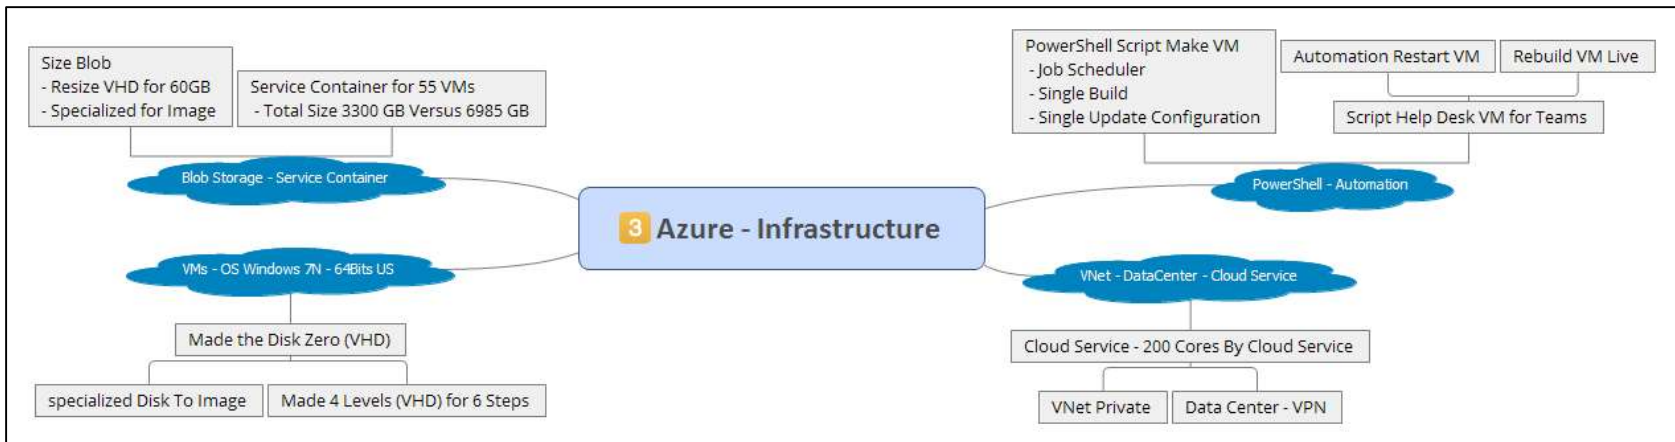 Size Blob
- Resize VHD for 60GB
- Specialized for Image
Service Container for 55 VMs
- Total Size 3300 GB Versus 6985 GB
Blob Storage - Service Container
PowerShell Script Make VM
- Job Scheduler
- Single Build
- Single Update Configuration
Automation Restart VM
Rebuild VM Live
Script Help Desk VM for Teams
PowerShell - Automation
3 Azure - Infrastructure
VMs - OS Windows 7N - 64Bits US
Made the Disk Zero (VHD)
specialized Disk To Image
Made 4 Levels (VHD) for 6 Steps
VNet - DataCenter - Cloud Service
Cloud Service - 200 Cores By Cloud Service
VNet Private
Data Center - VPN